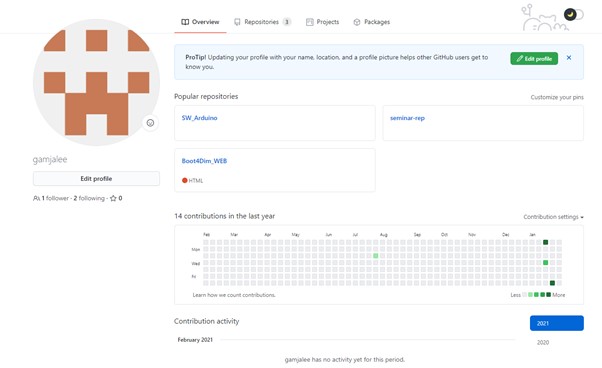 Overview
Repositories 3
Projects
Packages
ProTip! Updating your profile with your name, location, and a profile picture helps other GitHub users get to
know you.
Edit profile
gamjalee
Edit profile
1 follower · 2 following · 0
Popular repositories
Customize your pins
SW_Arduino
seminar-rep
Boot4Dim_WEB
HTML
14 contributions in the last year
Contribution settings
Feb Mar Apr May Jun Jul Aug Sep Oct Nov Dec Jan
Mon
Wed
Fri
Learn how we count contributions.
Less More
Contribution activity
2021
2020
February 2021
gamjalee has no activity yet for this period.